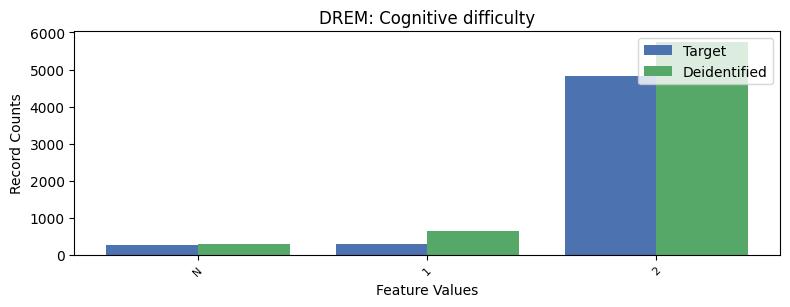 DREM: Cognitive difficulty
Record Counts
6000
5000
4000
3000
2000
1000
0
Target
Deidentified
N
1
2
Feature Values